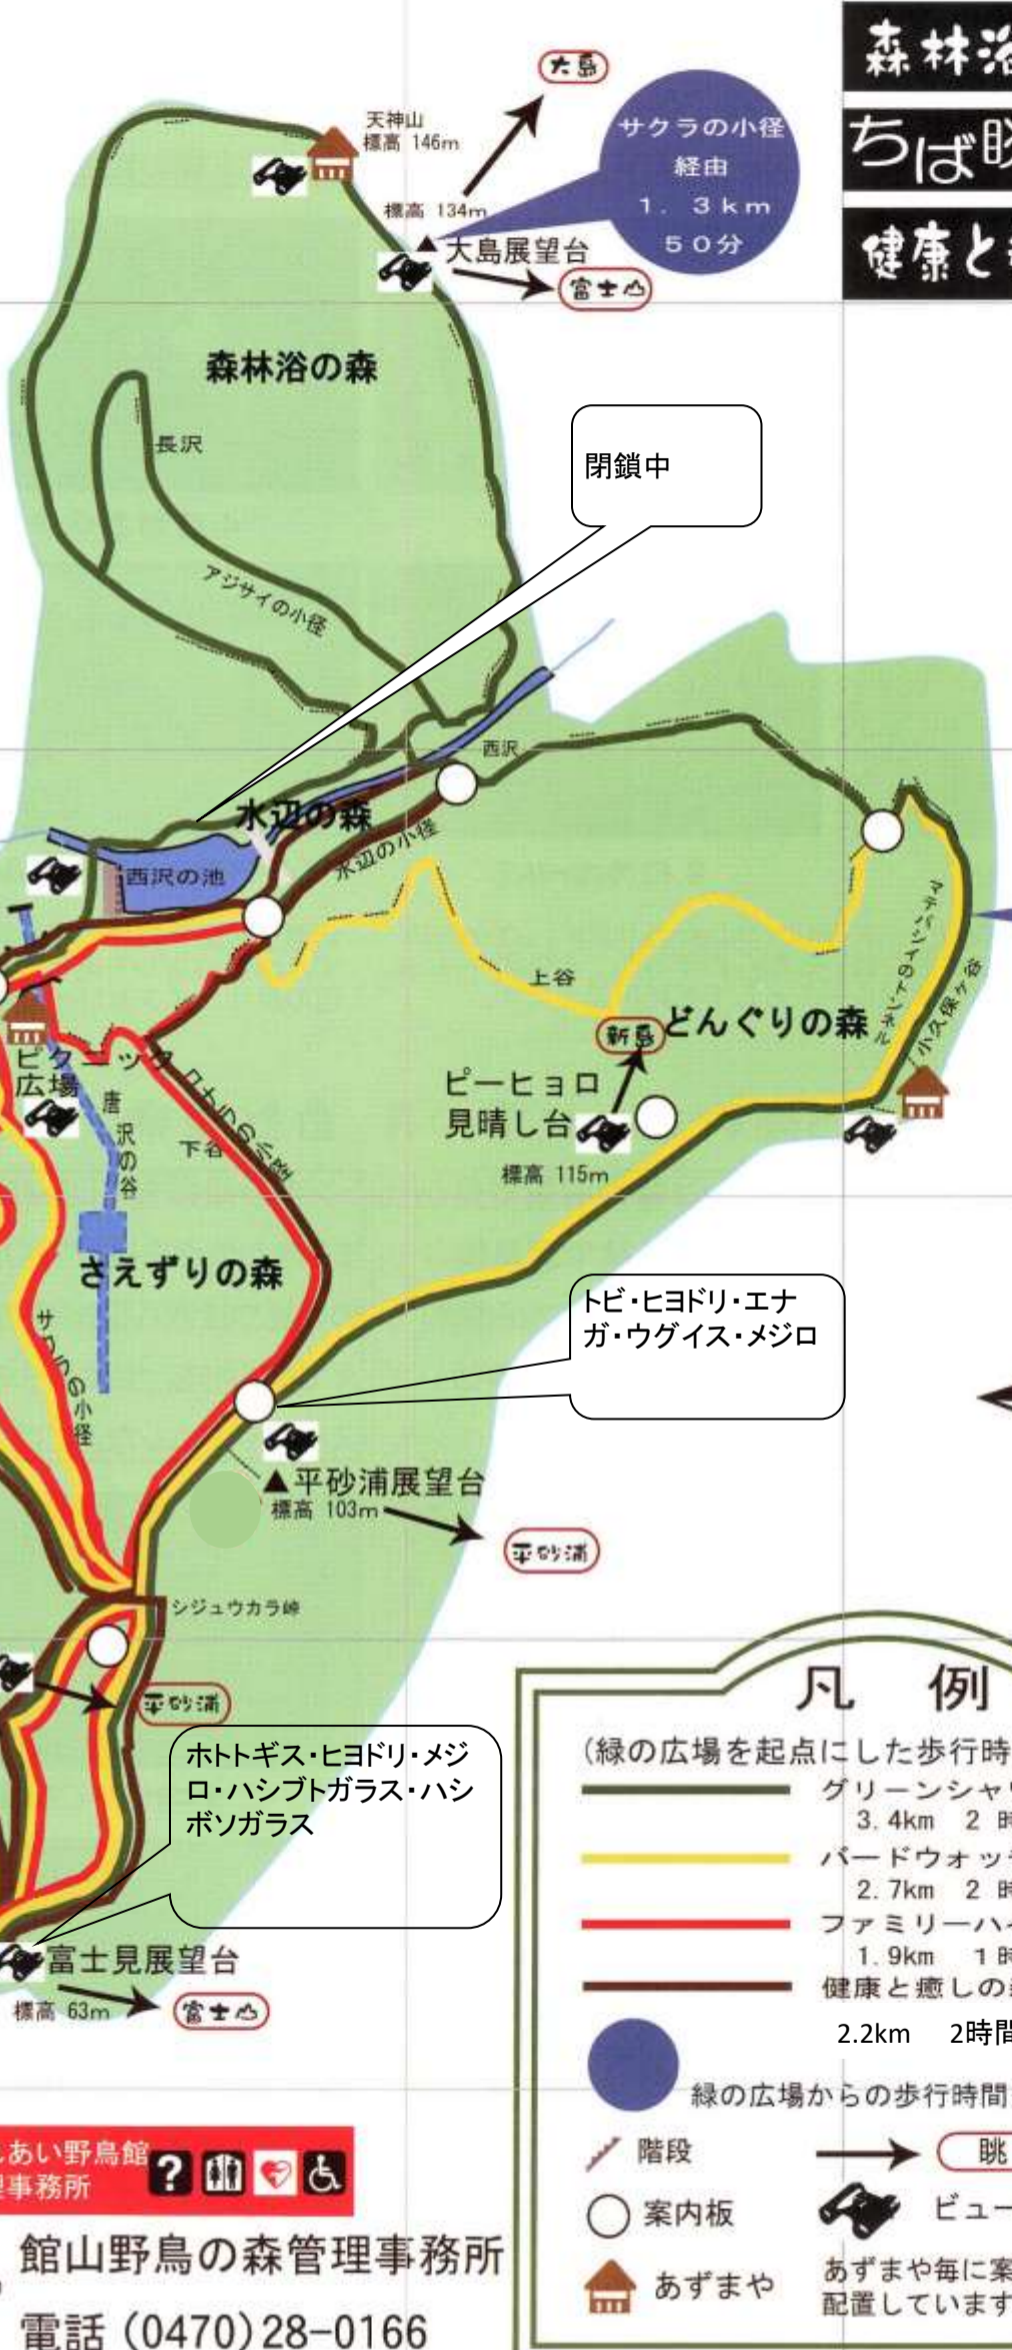 森林浴
ちば眺
健康と
大島
天神山
標高 146m
サクラの小径
経由
1.3km
50分
標高 134m
大島展望台
富士山
森林浴の森
長沢
閉鎖中
アジサイの小径
西沢
水辺の森
水辺の小径
西沢の池
マテバシイのトンネル
小久保ヶ谷
上谷
新島
どんぐりの森
ピクニック
広場
ピーヒョロ
見晴し台
標高 115m
唐沢の谷
下谷
さえずりの森
トビ・ヒヨドリ・エナ
ガ・ウグイス・メジロ
サクラの小径
平砂浦展望台
標高 103m
平砂浦
シジュウカラ峠
平砂浦
ホトトギス・ヒヨドリ・メジ
ロ・ハシブトガラス・ハシ
ボソガラス
富士見展望台
標高 63m
富士山
凡例
(緑の広場を起点にした歩行時
グリーンシャ
3.4km 2時
バードウォッ
2.7km 2時
ファミリーハ
1.9km 1時
健康と癒しの
2.2km 2時間
緑の広場からの歩行時間
階段
眺
案内板
ビュー
あずまや
あずまや毎に案
配置しています
あい野鳥館
事務所
?
館山野鳥の森管理事務所
電話 (0470)28-0166